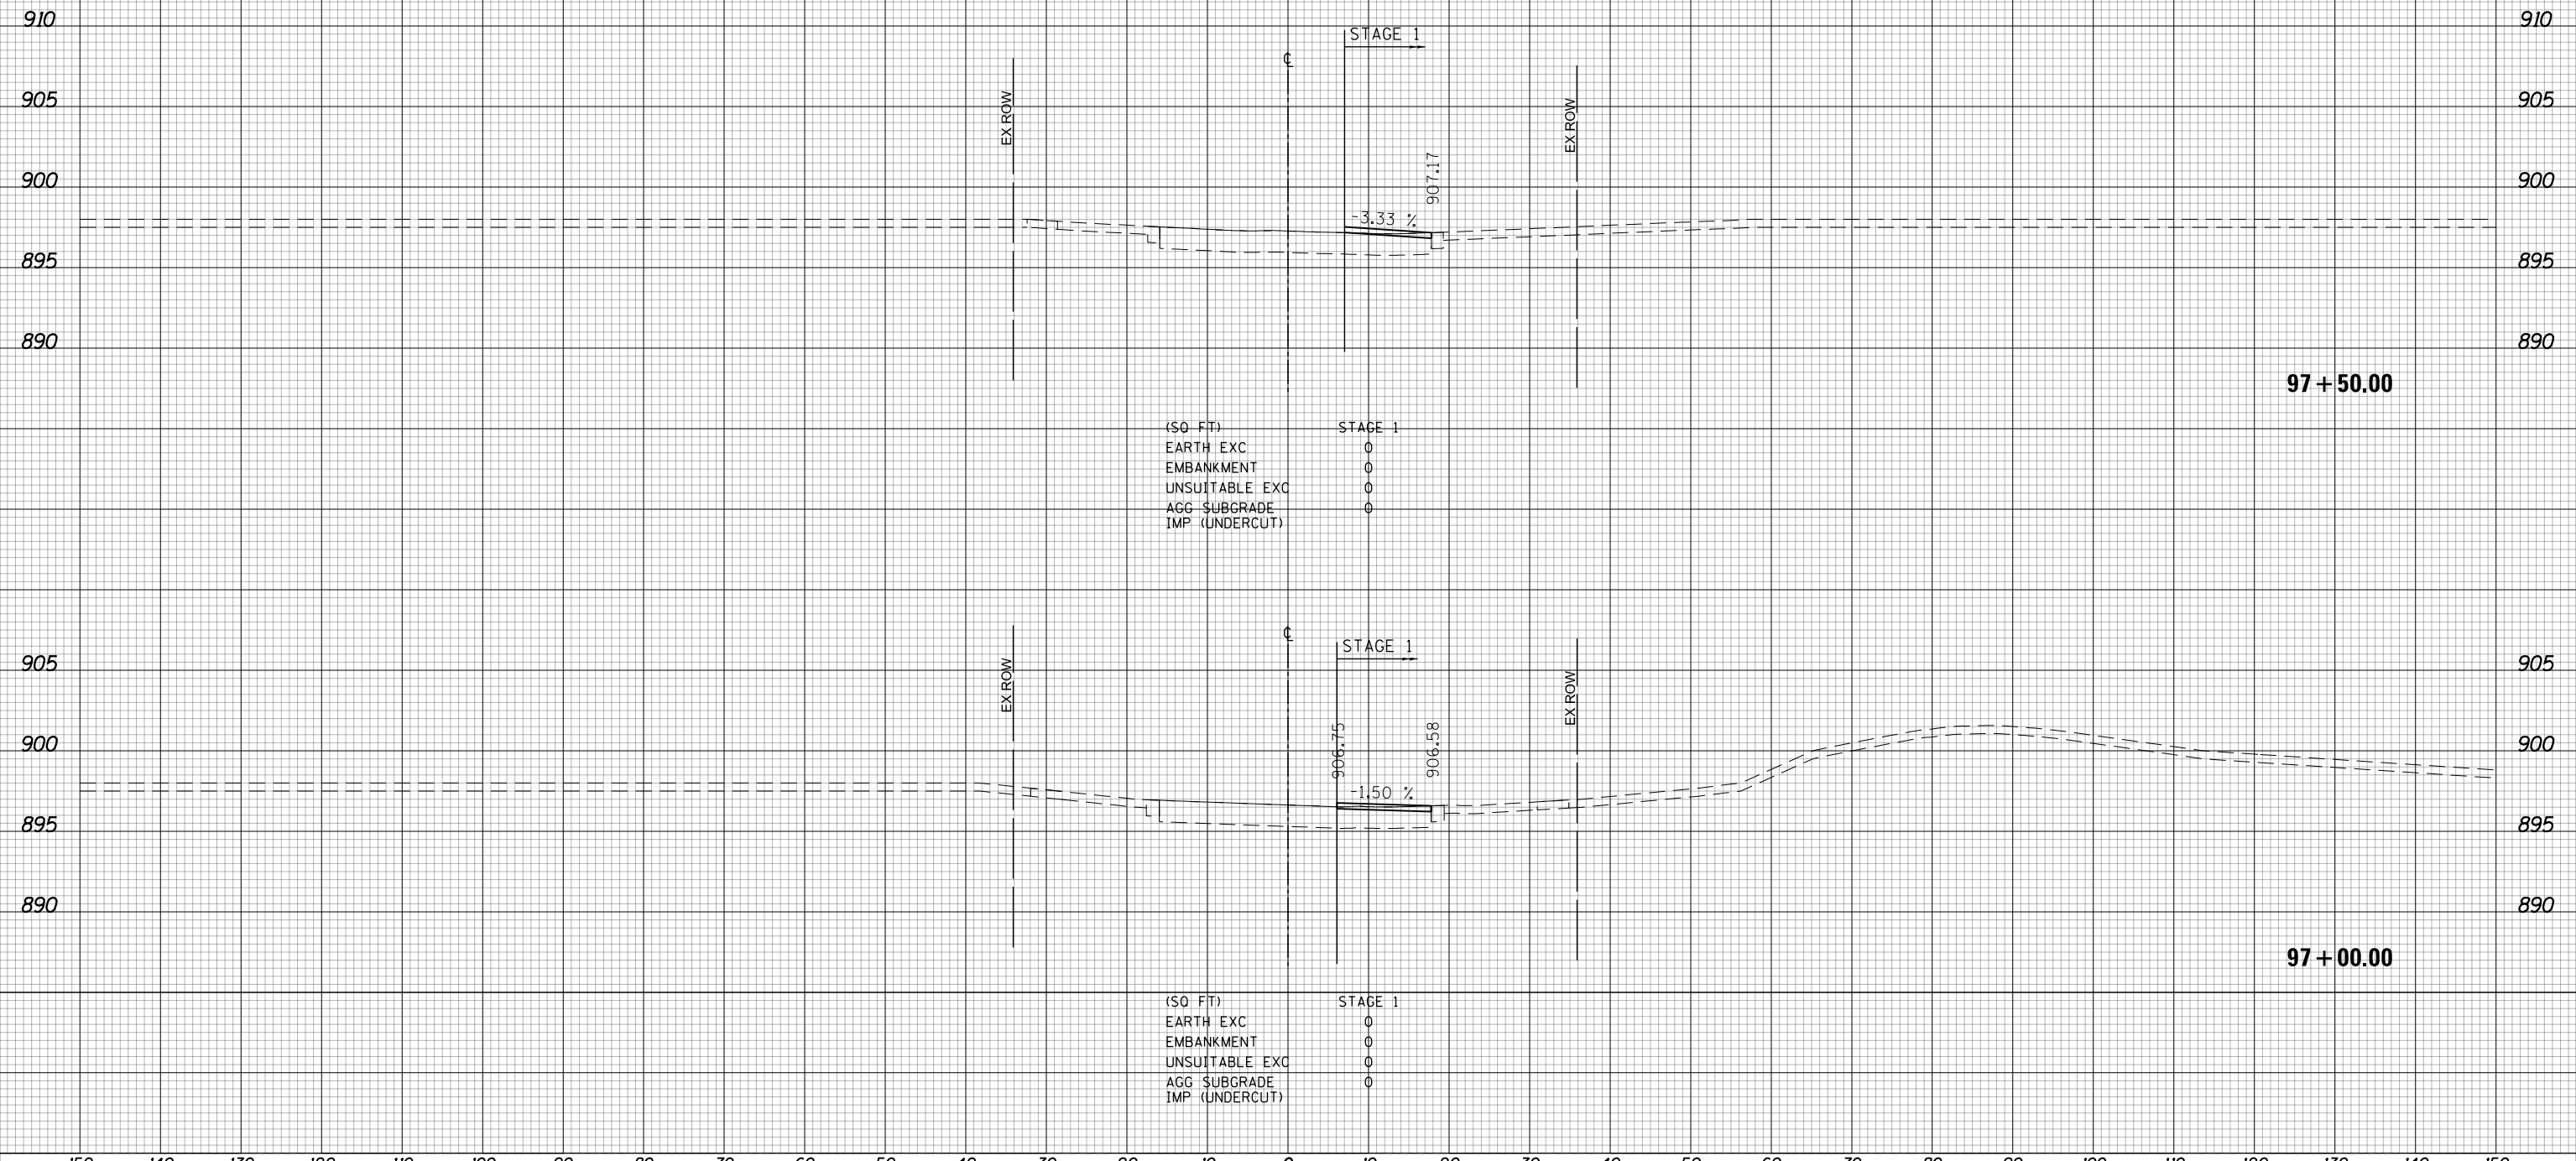 910 910
STAGE 1
℄
905 905
EX ROW EX ROW
907.17
900 900
-3.33 %
895 895
890 890
97+50.00
(SQ FT) STAGE 1
EARTH EXC 0
EMBANKMENT 0
UNSUITABLE EXC 0
AGG SUBGRADE 0
IMP (UNDERCUT)
℄
STAGE 1
905 905
EX ROW EX ROW
906.75 906.58
900 900
-1.50 %
895 895
890 890
97+00.00
(SQ FT) STAGE 1
EARTH EXC 0
EMBANKMENT 0
UNSUITABLE EXC 0
AGG SUBGRADE 0
IMP (UNDERCUT)